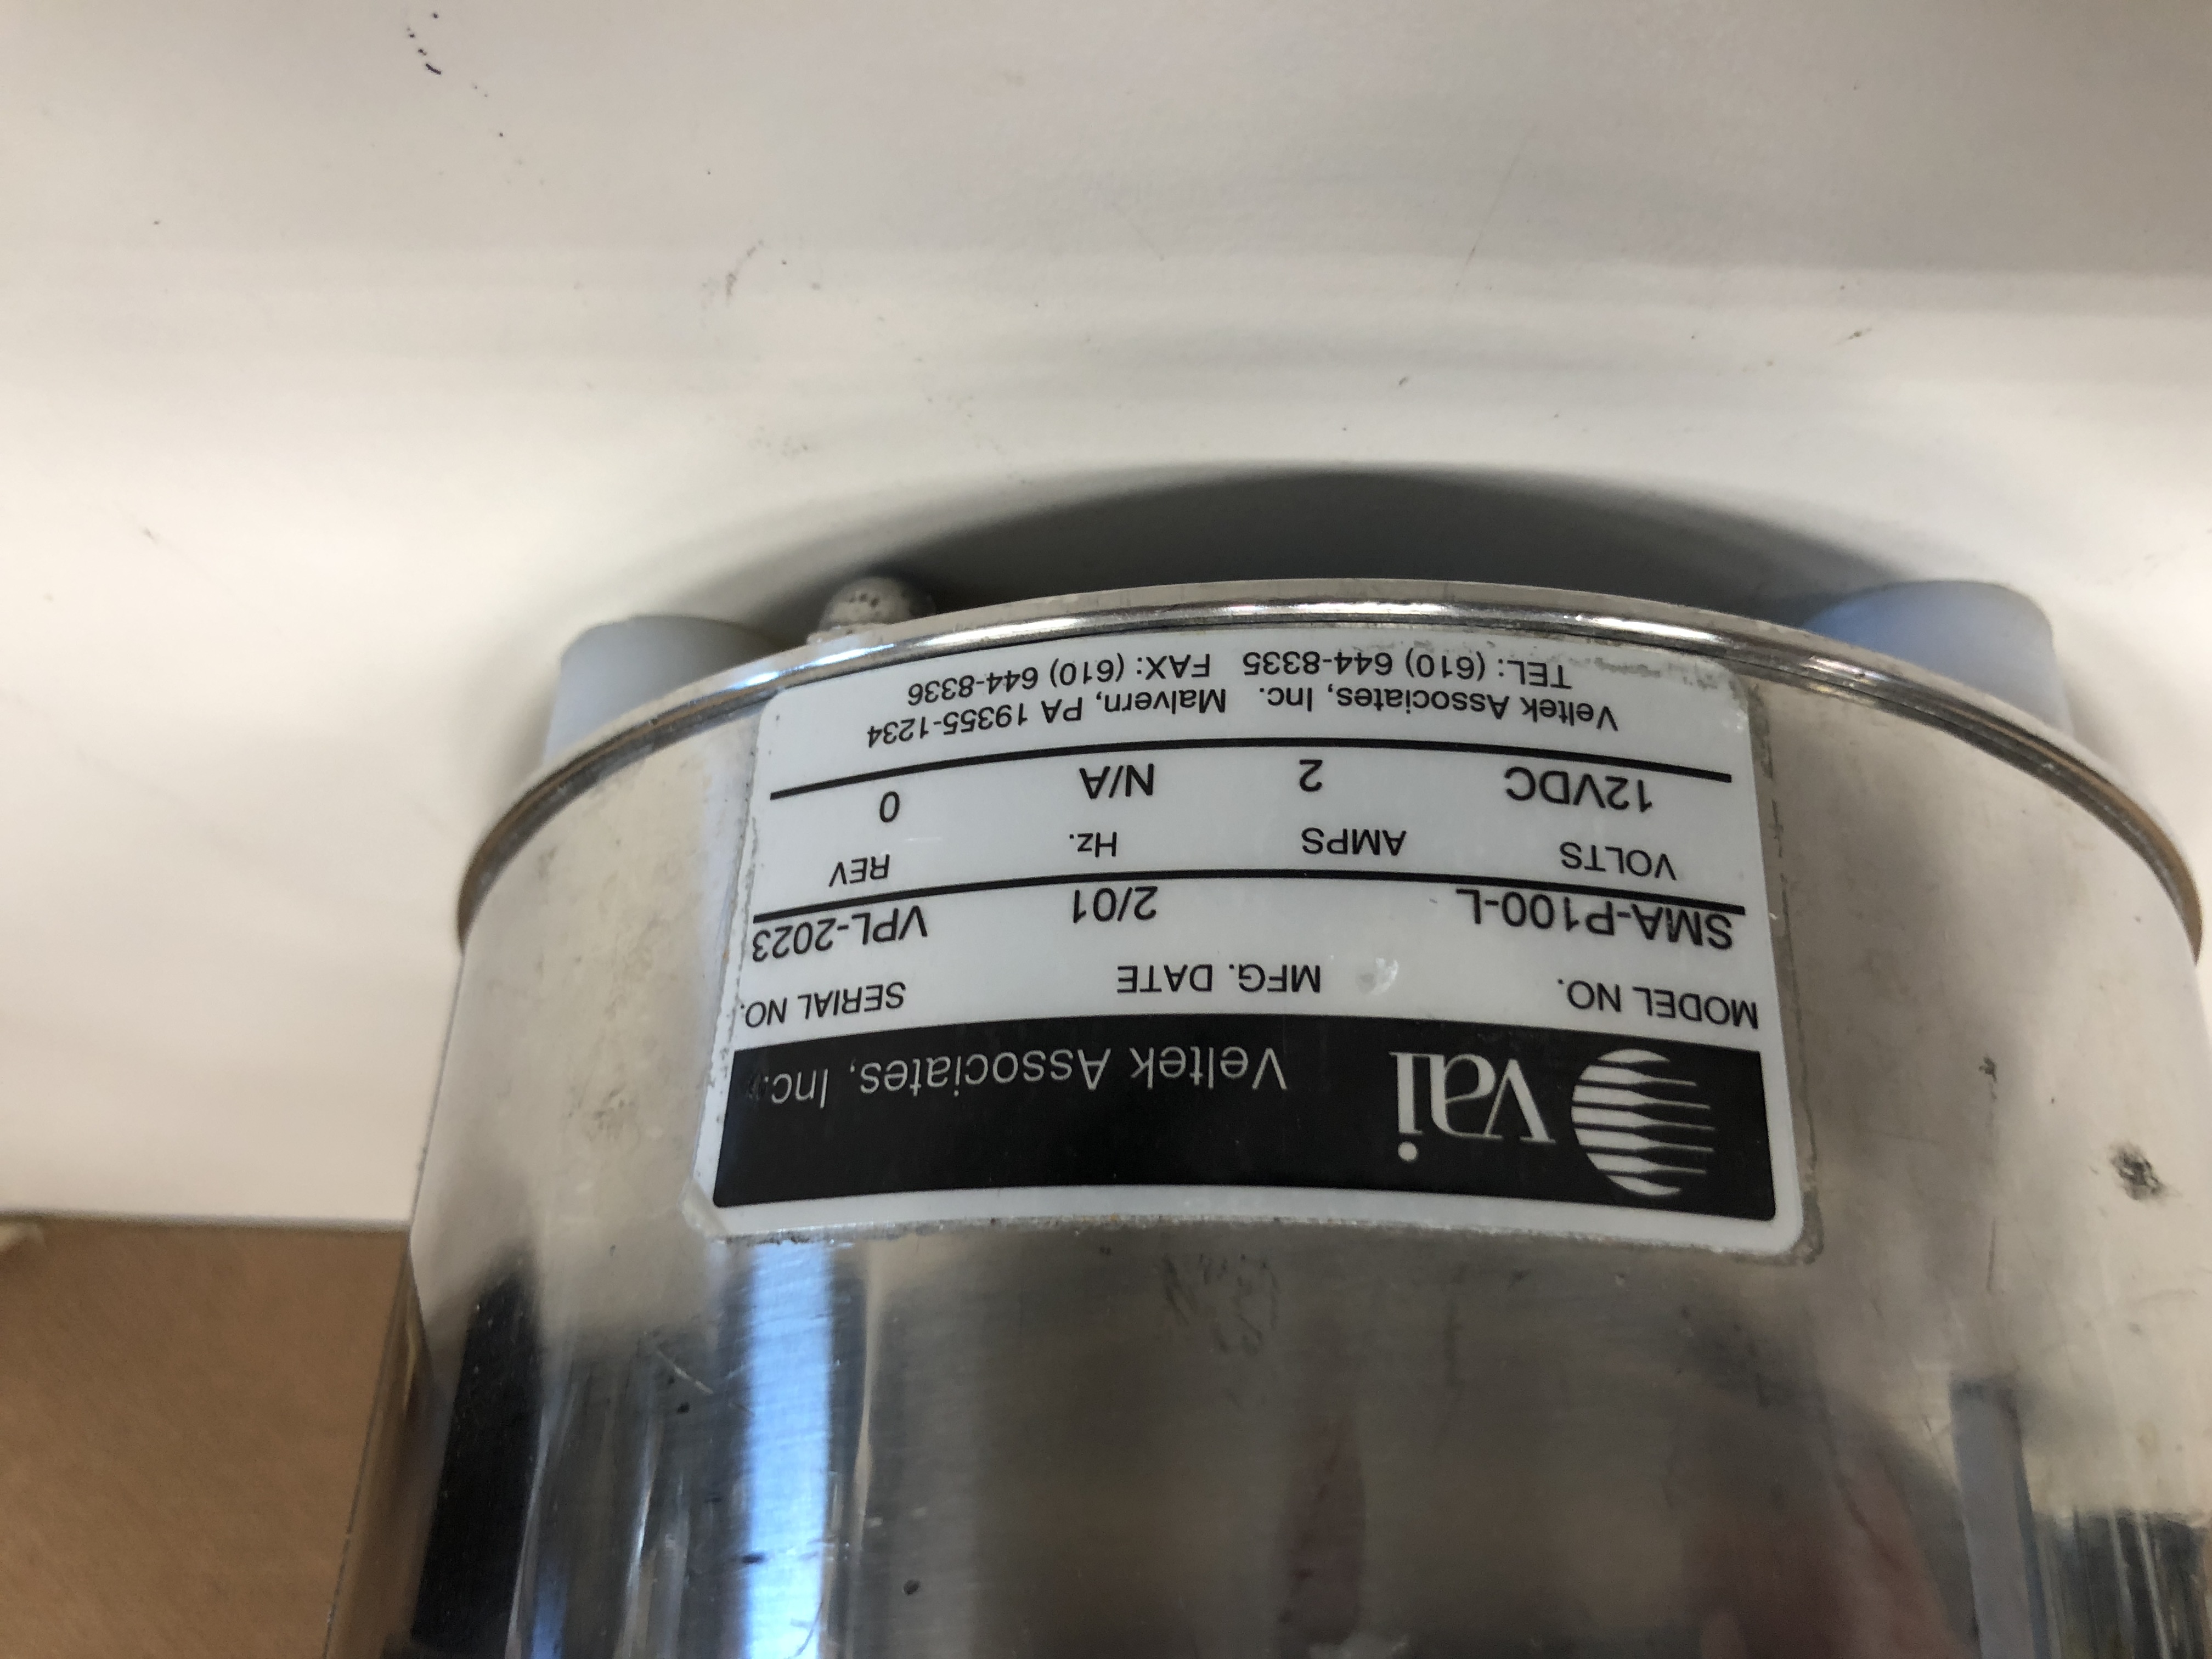 vai Veltek Associates, Inc.
MODEL NO. MFG. DATE SERIAL NO.
SMA-P100-L 2/01 VPL-2023
VOLTS AMPS Hz. REV
12VDC 2 N/A 0
Veltek Associates, Inc. Malvern, PA 19355-1234
TEL: (610) 644-8335 FAX: (610) 644-8336